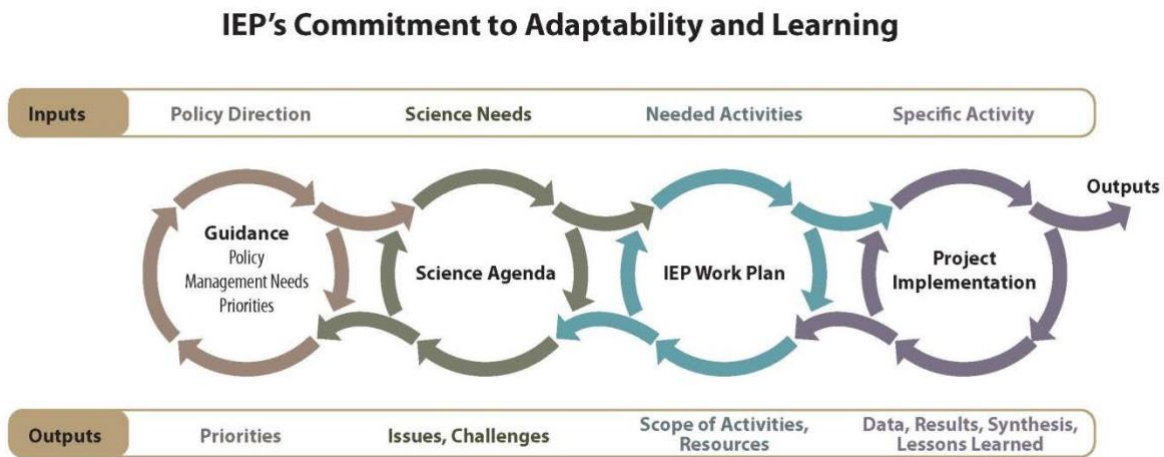 IEP's Commitment to Adaptability and Learning
Inputs
Policy Direction
Science Needs
Needed Activities
Specific Activity
Outputs
Guidance
Policy
Management Needs
Priorities
Science Agenda
IEP Work Plan
Project
Implementation
Outputs
Priorities
Issues, Challenges
Scope of Activities,
Resources
Data, Results, Synthesis,
Lessons Learned